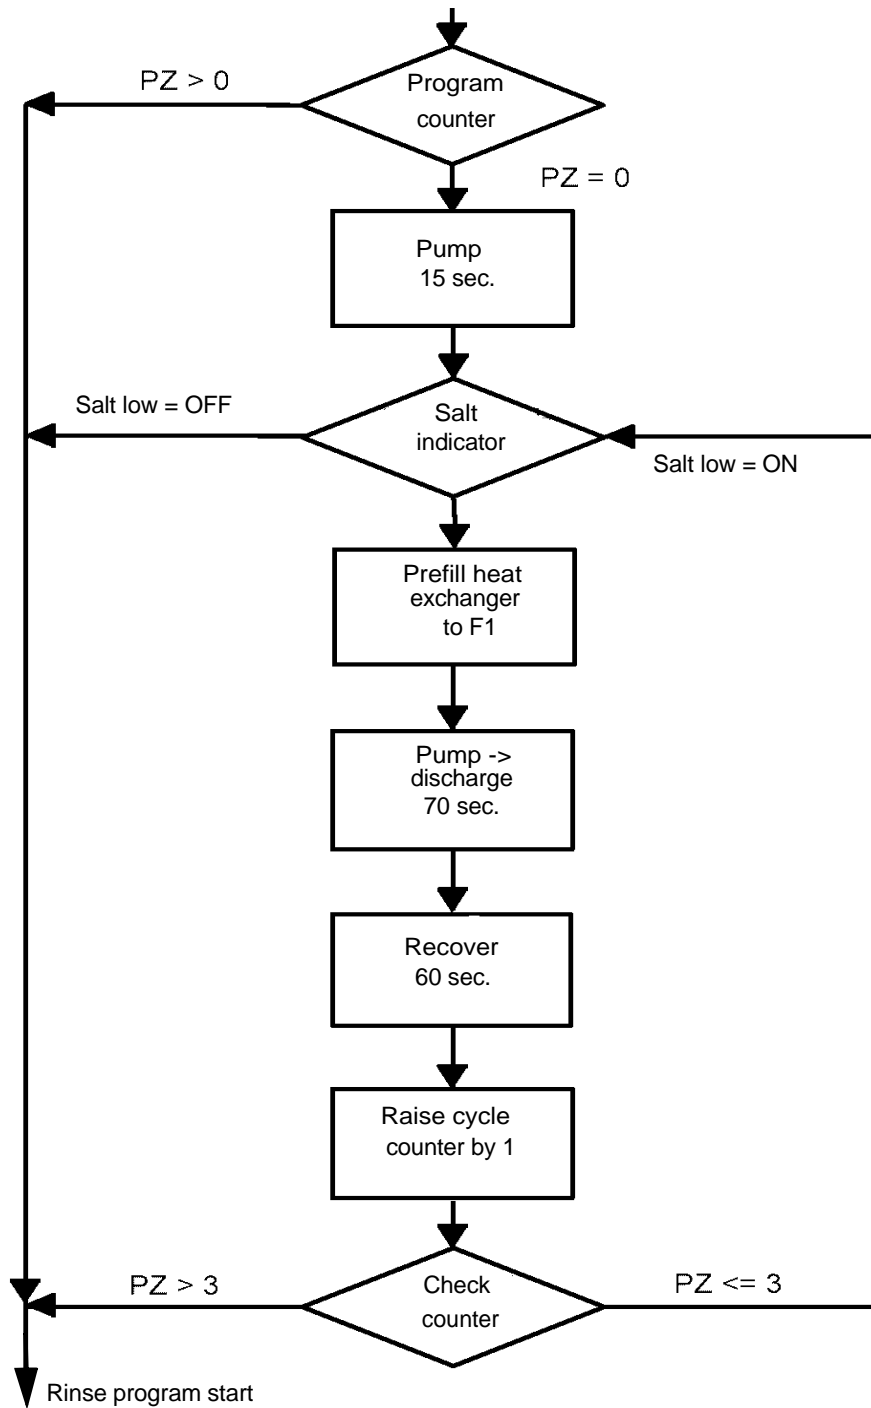 PZ > 0
Program
counter
PZ = 0
Pump
15 sec.
Salt low = OFF
Salt
indicator
Salt low = ON
Prefill heat
exchanger
to F1
Pump ->
discharge
70 sec.
Recover
60 sec.
Raise cycle
counter by 1
PZ > 3
Check
counter
PZ <= 3
Rinse program start